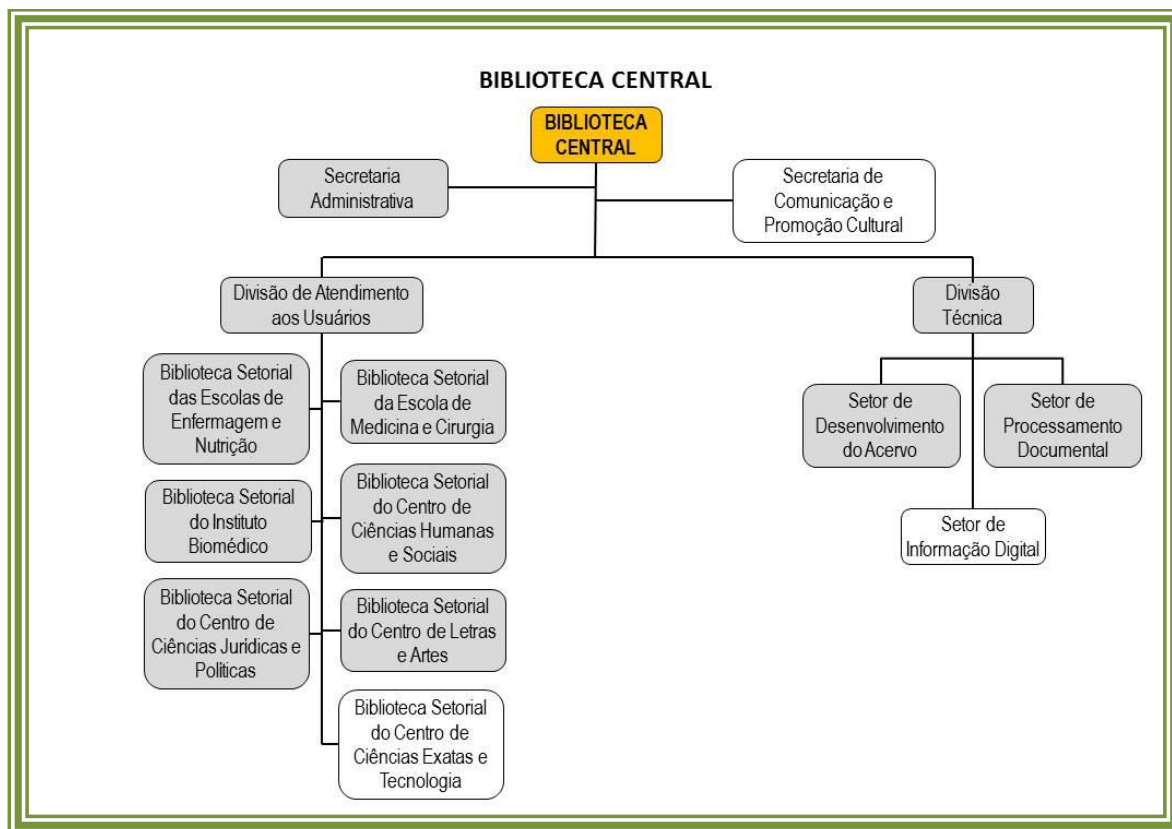 BIBLIOTECA CENTRAL
BIBLIOTECA
CENTRAL
Secretaria
Administrativa
Secretaria de
Comunicação e
Promoção Cultural
Divisão de Atendimento
aos Usuários
Divisão
Técnica
Biblioteca Setorial
das Escolas de
Enfermagem e
Nutrição
Biblioteca Setorial
da Escola de
Medicina e Cirurgia
Setor de
Desenvolvimento
do Acervo
Setor de
Processamento
Documental
Biblioteca Setorial
do Instituto
Biomédico
Biblioteca Setorial
do Centro de
Ciências Humanas
e Sociais
Setor de
Informação Digital
Biblioteca Setorial
do Centro de
Ciências Jurídicas e
Políticas
Biblioteca Setorial
do Centro de Letras
e Artes
Biblioteca Setorial
do Centro de
Ciências Exatas e
Tecnologia